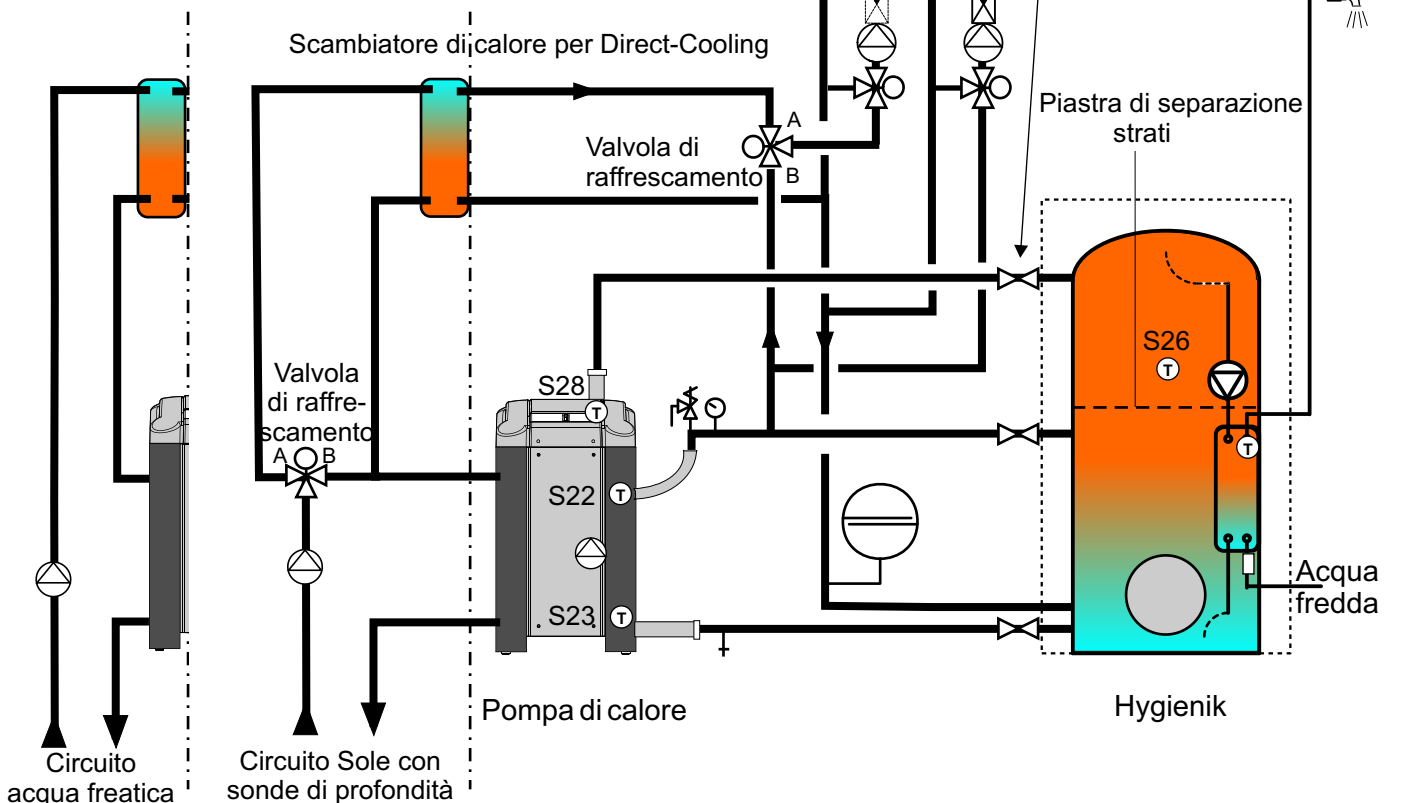 Scambiatore di calore per Direct-Cooling
A
Valvola di
raffrescamento
B
Piastra di separazione
strati
S26
T
Valvola
di raffre-
scamento
A B
S28
T
S22
T
S23
T
T
Acqua
fredda
Pompa di calore
Hygienik
Circuito
acqua freatica
Circuito Sole con
sonde di profondità